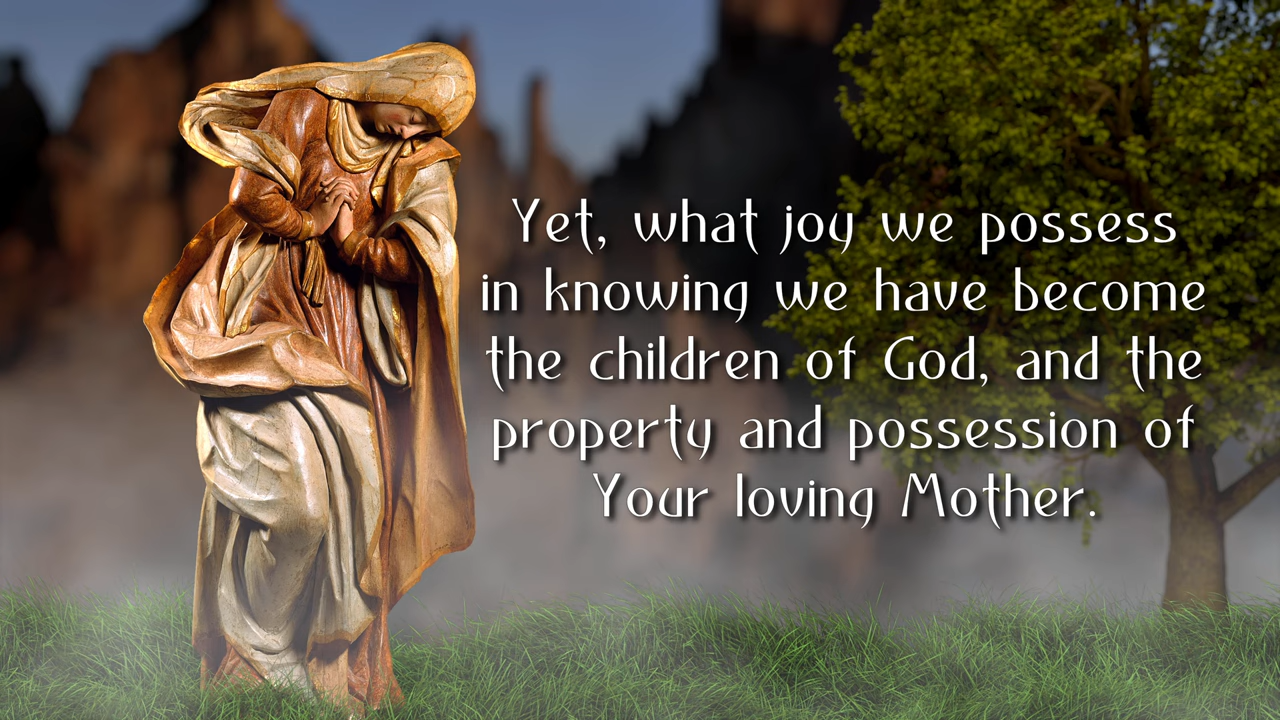 Yet, what joy we possess
in knowing we have become
the children of God, and the
property and possession of
Your loving Mother.